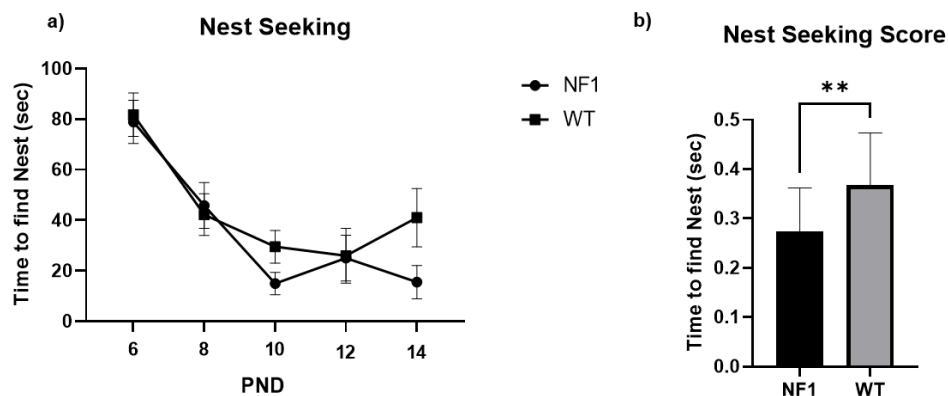 a)
Nest Seeking
Time to find Nest (sec)
100
80
60
40
20
0
6 8 10 12 14
PND
NF1
WT
b)
Nest Seeking Score
**
Time to find Nest (sec)
0.5
0.4
0.3
0.2
0.1
0.0
NF1 WT